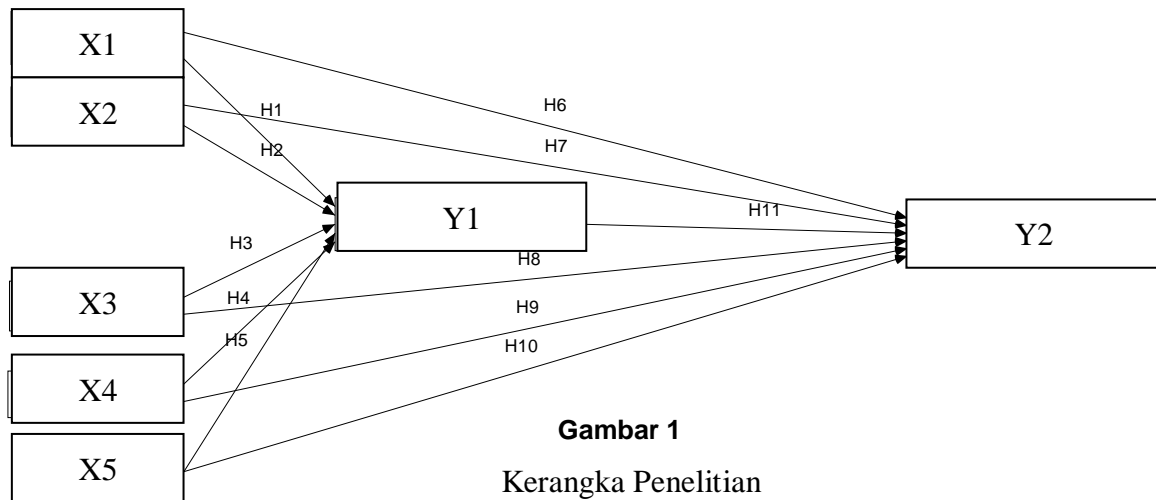 X1
H6
H1
X2
H7
H2
Y1
H11
Y2
H3
H8
X3
H4
H9
H5
H10
X4
Gambar 1
X5
Kerangka Penelitian